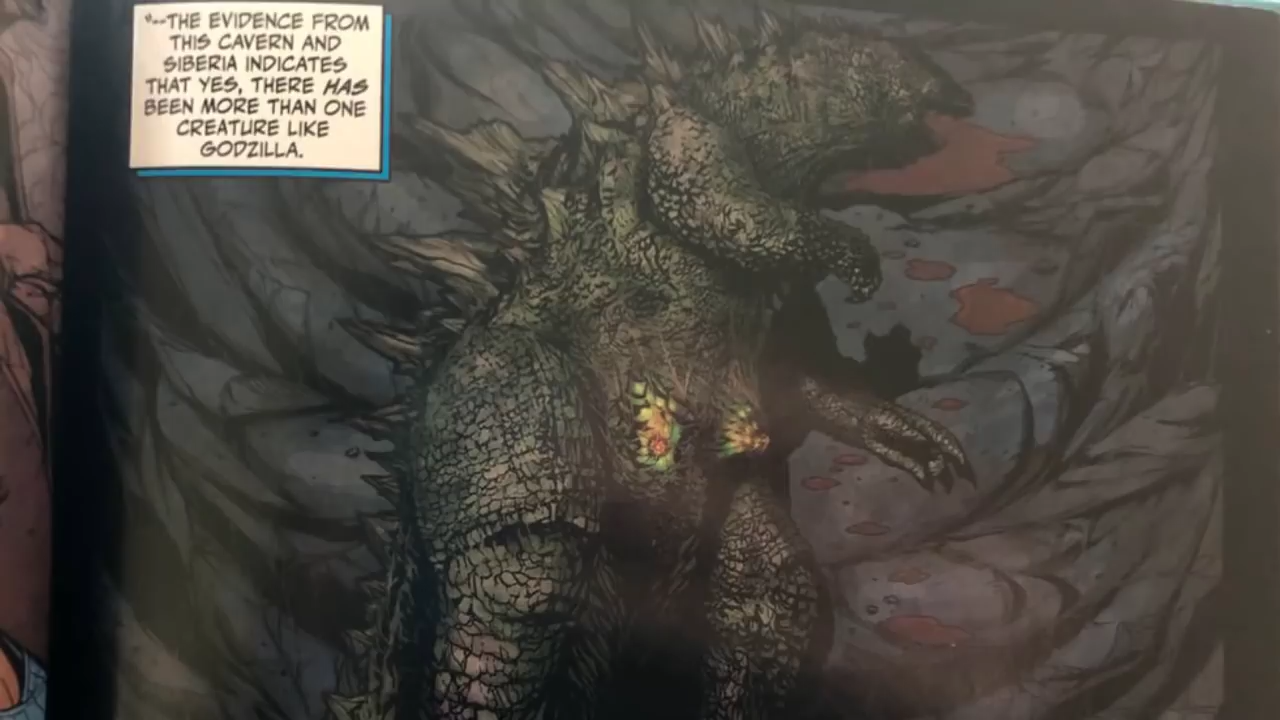 "--THE EVIDENCE FROM
THIS CAVERN AND
SIBERIA INDICATES
THAT YES, THERE HAS
BEEN MORE THAN ONE
CREATURE LIKE
GODZILLA.